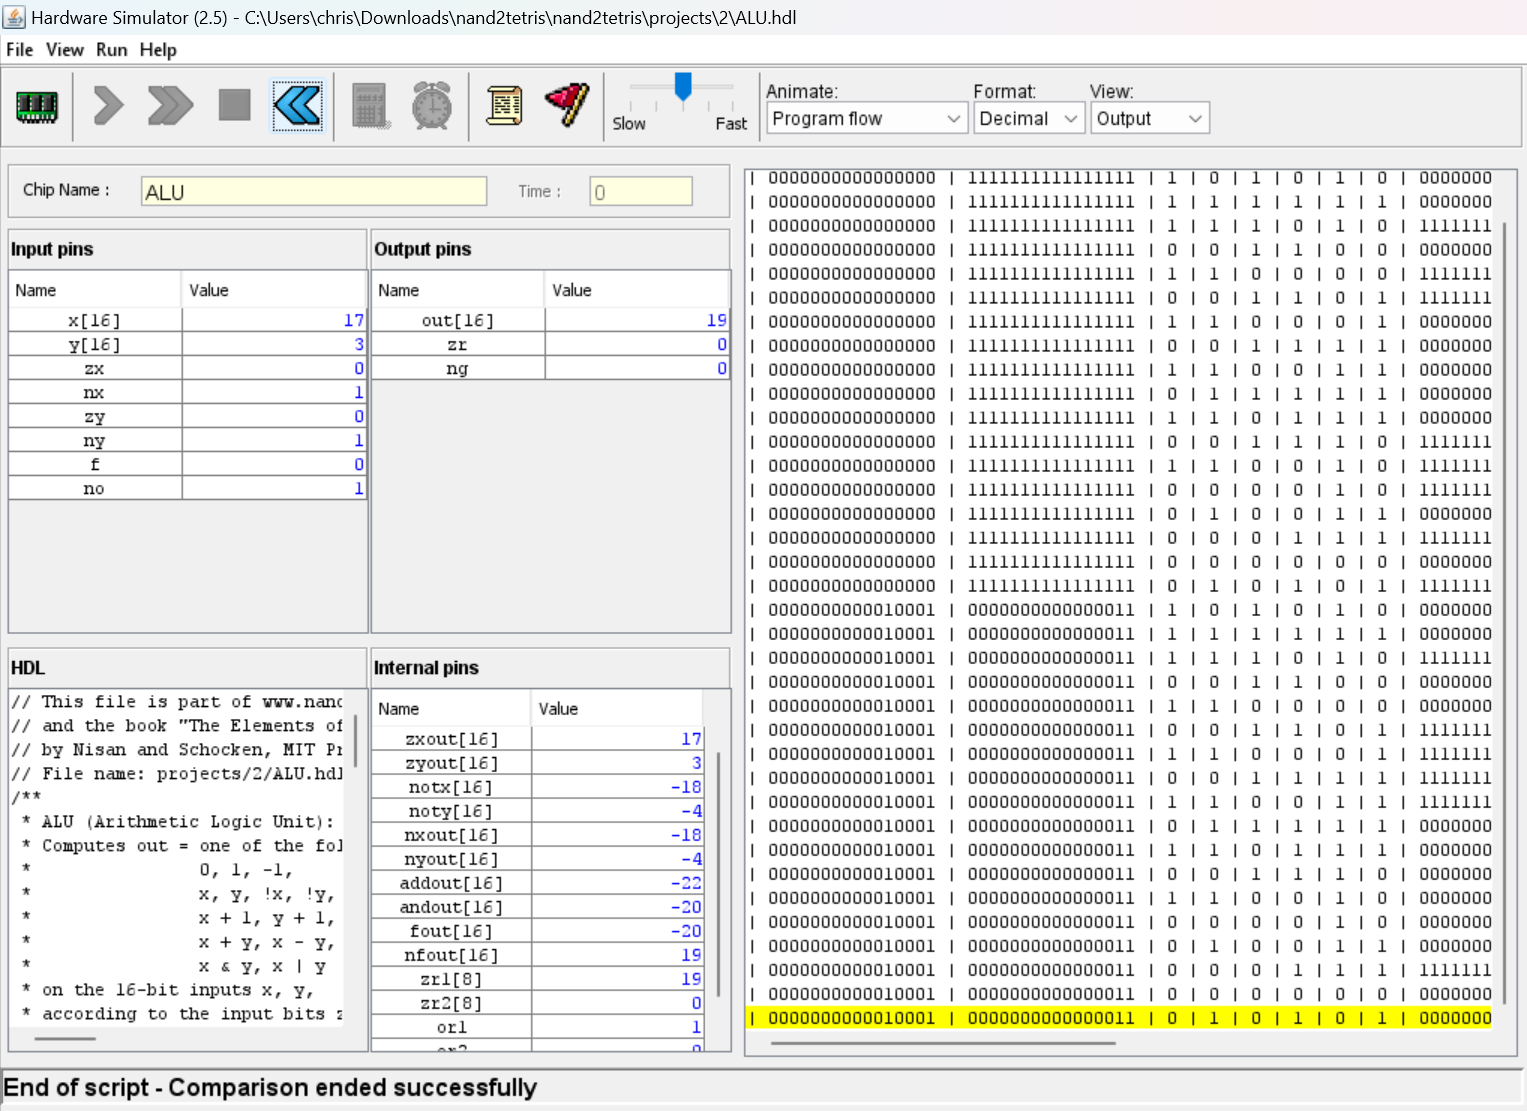 Hardware Simulator (2.5) - C:\Users\chris\Downloads\nand2tetris\nand2tetris\projects\2\ALU.hdl
File View Run Help
Slow Fast
Animate: Format: View:
Program flow Decimal Output
Chip Name : ALU Time : 0
Input pins
Name Value
x[16] 17
y[16] 3
zx 0
nx 1
zy 0
ny 1
f 0
no 1
Output pins
Name Value
out[16] 19
zr 0
ng 0
HDL
// This file is part of www.nand
// and the book "The Elements of
// by Nisan and Schocken, MIT Pr
// File name: projects/2/ALU.hdl
/**
* ALU (Arithmetic Logic Unit):
* Computes out = one of the fol
* 0, 1, -1,
* x, y, !x, !y,
* x + 1, y + 1,
* x + y, x - y,
* x & y, x | y
* on the 16-bit inputs x, y,
* according to the input bits z
Internal pins
Name Value
zxout[16] 17
zyout[16] 3
notx[16] -18
noty[16] -4
nxout[16] -18
nyout[16] -4
addout[16] -22
andout[16] -20
fout[16] -20
nfout[16] 19
zr1[8] 19
zr2[8] 0
or1 1
or2 0
| 0000000000000000 | 1111111111111111 | 1 | 0 | 1 | 0 | 1 | 0 | 0000000
| 0000000000000000 | 1111111111111111 | 1 | 1 | 1 | 1 | 1 | 1 | 0000000
| 0000000000000000 | 1111111111111111 | 1 | 1 | 1 | 0 | 1 | 0 | 1111111
| 0000000000000000 | 1111111111111111 | 0 | 0 | 1 | 1 | 0 | 0 | 0000000
| 0000000000000000 | 1111111111111111 | 1 | 1 | 0 | 0 | 0 | 0 | 1111111
| 0000000000000000 | 1111111111111111 | 0 | 0 | 1 | 1 | 0 | 1 | 1111111
| 0000000000000000 | 1111111111111111 | 1 | 1 | 0 | 0 | 0 | 1 | 0000000
| 0000000000000000 | 1111111111111111 | 0 | 0 | 1 | 1 | 1 | 1 | 0000000
| 0000000000000000 | 1111111111111111 | 1 | 1 | 0 | 0 | 1 | 1 | 0000000
| 0000000000000000 | 1111111111111111 | 0 | 1 | 1 | 1 | 1 | 1 | 0000000
| 0000000000000000 | 1111111111111111 | 1 | 1 | 0 | 1 | 1 | 1 | 0000000
| 0000000000000000 | 1111111111111111 | 0 | 0 | 1 | 1 | 1 | 0 | 1111111
| 0000000000000000 | 1111111111111111 | 1 | 1 | 0 | 0 | 1 | 0 | 1111111
| 0000000000000000 | 1111111111111111 | 0 | 0 | 0 | 0 | 1 | 0 | 1111111
| 0000000000000000 | 1111111111111111 | 0 | 1 | 0 | 0 | 1 | 1 | 0000000
| 0000000000000000 | 1111111111111111 | 0 | 0 | 0 | 1 | 1 | 1 | 1111111
| 0000000000000000 | 1111111111111111 | 0 | 0 | 0 | 0 | 0 | 0 | 0000000
| 0000000000000000 | 1111111111111111 | 0 | 1 | 0 | 1 | 0 | 1 | 1111111
| 0000000000010001 | 0000000000000011 | 1 | 0 | 1 | 0 | 1 | 0 | 0000000
| 0000000000010001 | 0000000000000011 | 1 | 1 | 1 | 1 | 1 | 1 | 0000000
| 0000000000010001 | 0000000000000011 | 1 | 1 | 1 | 0 | 1 | 0 | 1111111
| 0000000000010001 | 0000000000000011 | 0 | 0 | 1 | 1 | 0 | 0 | 0000000
| 0000000000010001 | 0000000000000011 | 1 | 1 | 0 | 0 | 0 | 0 | 0000000
| 0000000000010001 | 0000000000000011 | 0 | 0 | 1 | 1 | 0 | 1 | 1111111
| 0000000000010001 | 0000000000000011 | 1 | 1 | 0 | 0 | 0 | 1 | 1111111
| 0000000000010001 | 0000000000000011 | 0 | 0 | 1 | 1 | 1 | 1 | 1111111
| 0000000000010001 | 0000000000000011 | 1 | 1 | 0 | 0 | 1 | 1 | 1111111
| 0000000000010001 | 0000000000000011 | 0 | 1 | 1 | 1 | 1 | 1 | 0000000
| 0000000000010001 | 0000000000000011 | 1 | 1 | 0 | 1 | 1 | 1 | 0000000
| 0000000000010001 | 0000000000000011 | 0 | 0 | 1 | 1 | 1 | 0 | 0000000
| 0000000000010001 | 0000000000000011 | 1 | 1 | 0 | 0 | 1 | 0 | 0000000
| 0000000000010001 | 0000000000000011 | 0 | 0 | 0 | 0 | 1 | 0 | 0000000
| 0000000000010001 | 0000000000000011 | 0 | 1 | 0 | 0 | 1 | 1 | 0000000
| 0000000000010001 | 0000000000000011 | 0 | 0 | 0 | 1 | 1 | 1 | 1111111
| 0000000000010001 | 0000000000000011 | 0 | 0 | 0 | 0 | 0 | 0 | 0000000
| 0000000000010001 | 0000000000000011 | 0 | 1 | 0 | 1 | 0 | 1 | 0000000
End of script - Comparison ended successfully